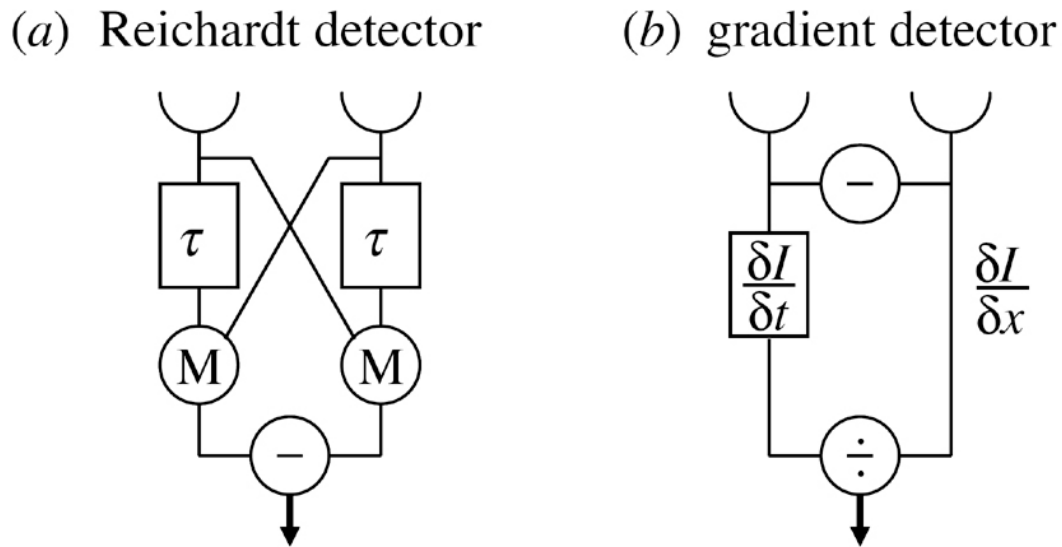 (a) Reichardt detector
(b) gradient detector
τ τ
M M
−
−
δI
δt
δI
δx
÷